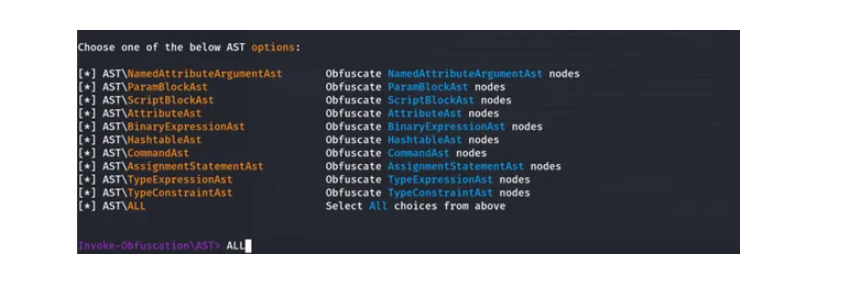 Choose one of the below AST options:
[*] AST\NamedAttributeArgumentAst Obfuscate NamedAttributeArgumentAst nodes
[*] AST\ParamBlockAst Obfuscate ParamBlockAst nodes
[*] AST\ScriptBlockAst Obfuscate ScriptBlockAst nodes
[*] AST\AttributeAst Obfuscate AttributeAst nodes
[*] AST\BinaryExpressionAst Obfuscate BinaryExpressionAst nodes
[*] AST\HashtableAst Obfuscate HashtableAst nodes
[*] AST\CommandAst Obfuscate CommandAst nodes
[*] AST\AssignmentStatementAst Obfuscate AssignmentStatementAst nodes
[*] AST\TypeExpressionAst Obfuscate TypeExpressionAst nodes
[*] AST\TypeConstraintAst Obfuscate TypeConstraintAst nodes
[*] AST\ALL Select All choices from above
Invoke-Obfuscation\AST> ALL